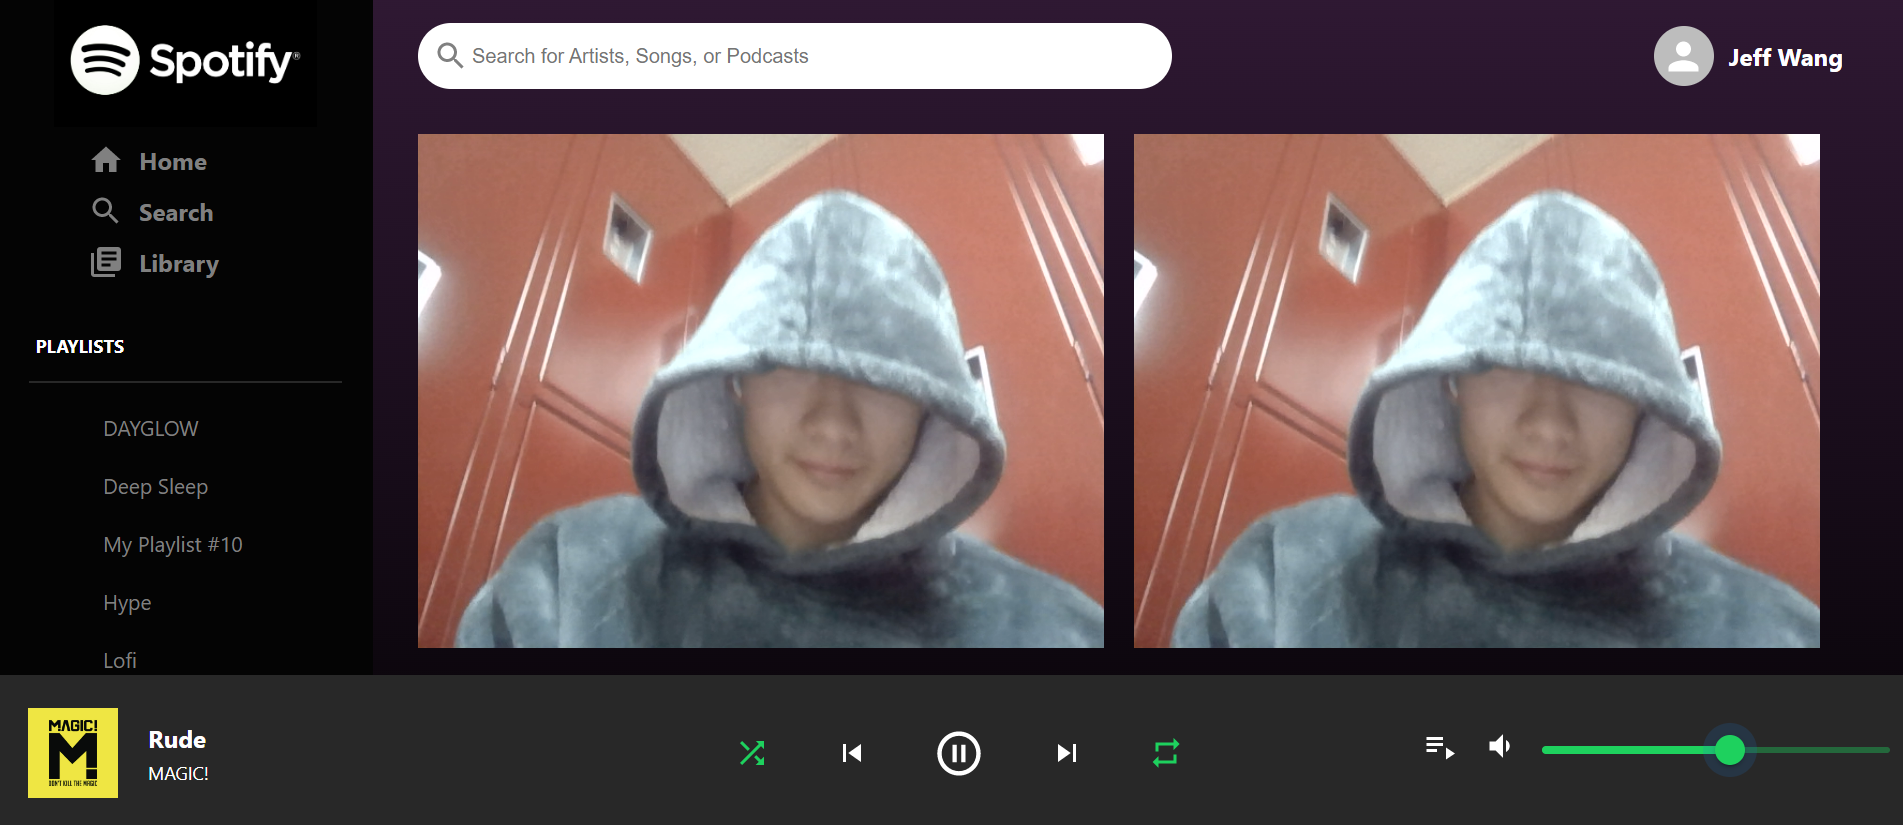 Spotify®
Search for Artists, Songs, or Podcasts
Jeff Wang
Home
Search
Library
PLAYLISTS
DAYGLOW
Deep Sleep
My Playlist #10
Hype
Lofi
MAGIC!
M!
DON'T KILL THE MAGIC
Rude
MAGIC!